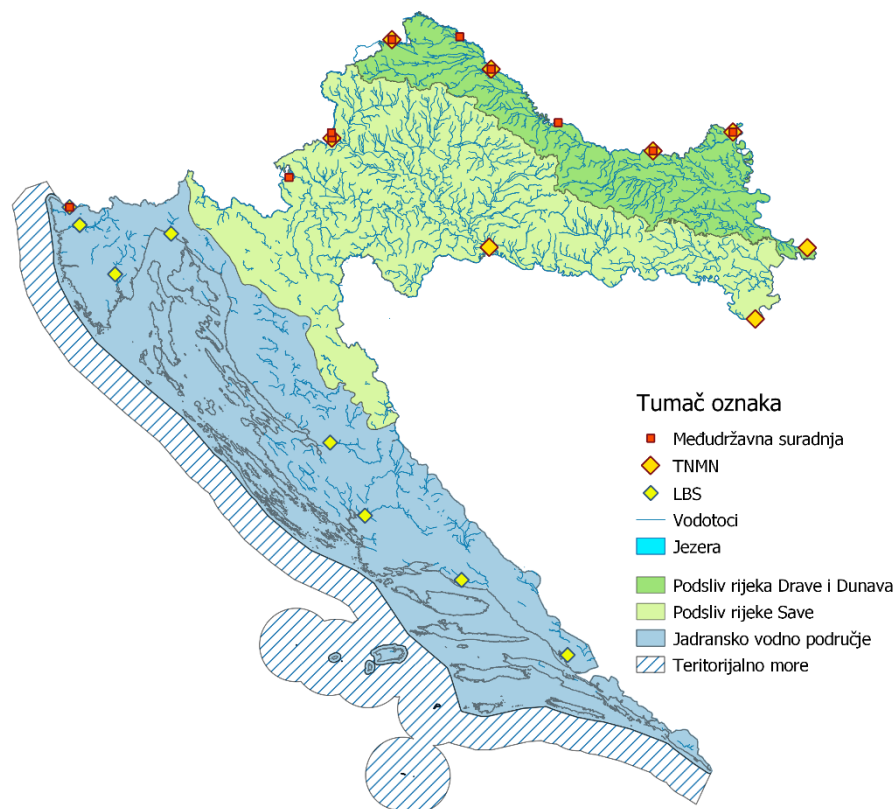 Tumač oznaka
Međudržavna suradnja
TNMN
LBS
Vodotoci
Jezera
Podsliv rijeka Drave i Dunava
Podsliv rijeke Save
Jadransko vodno područje
Teritorijalno more